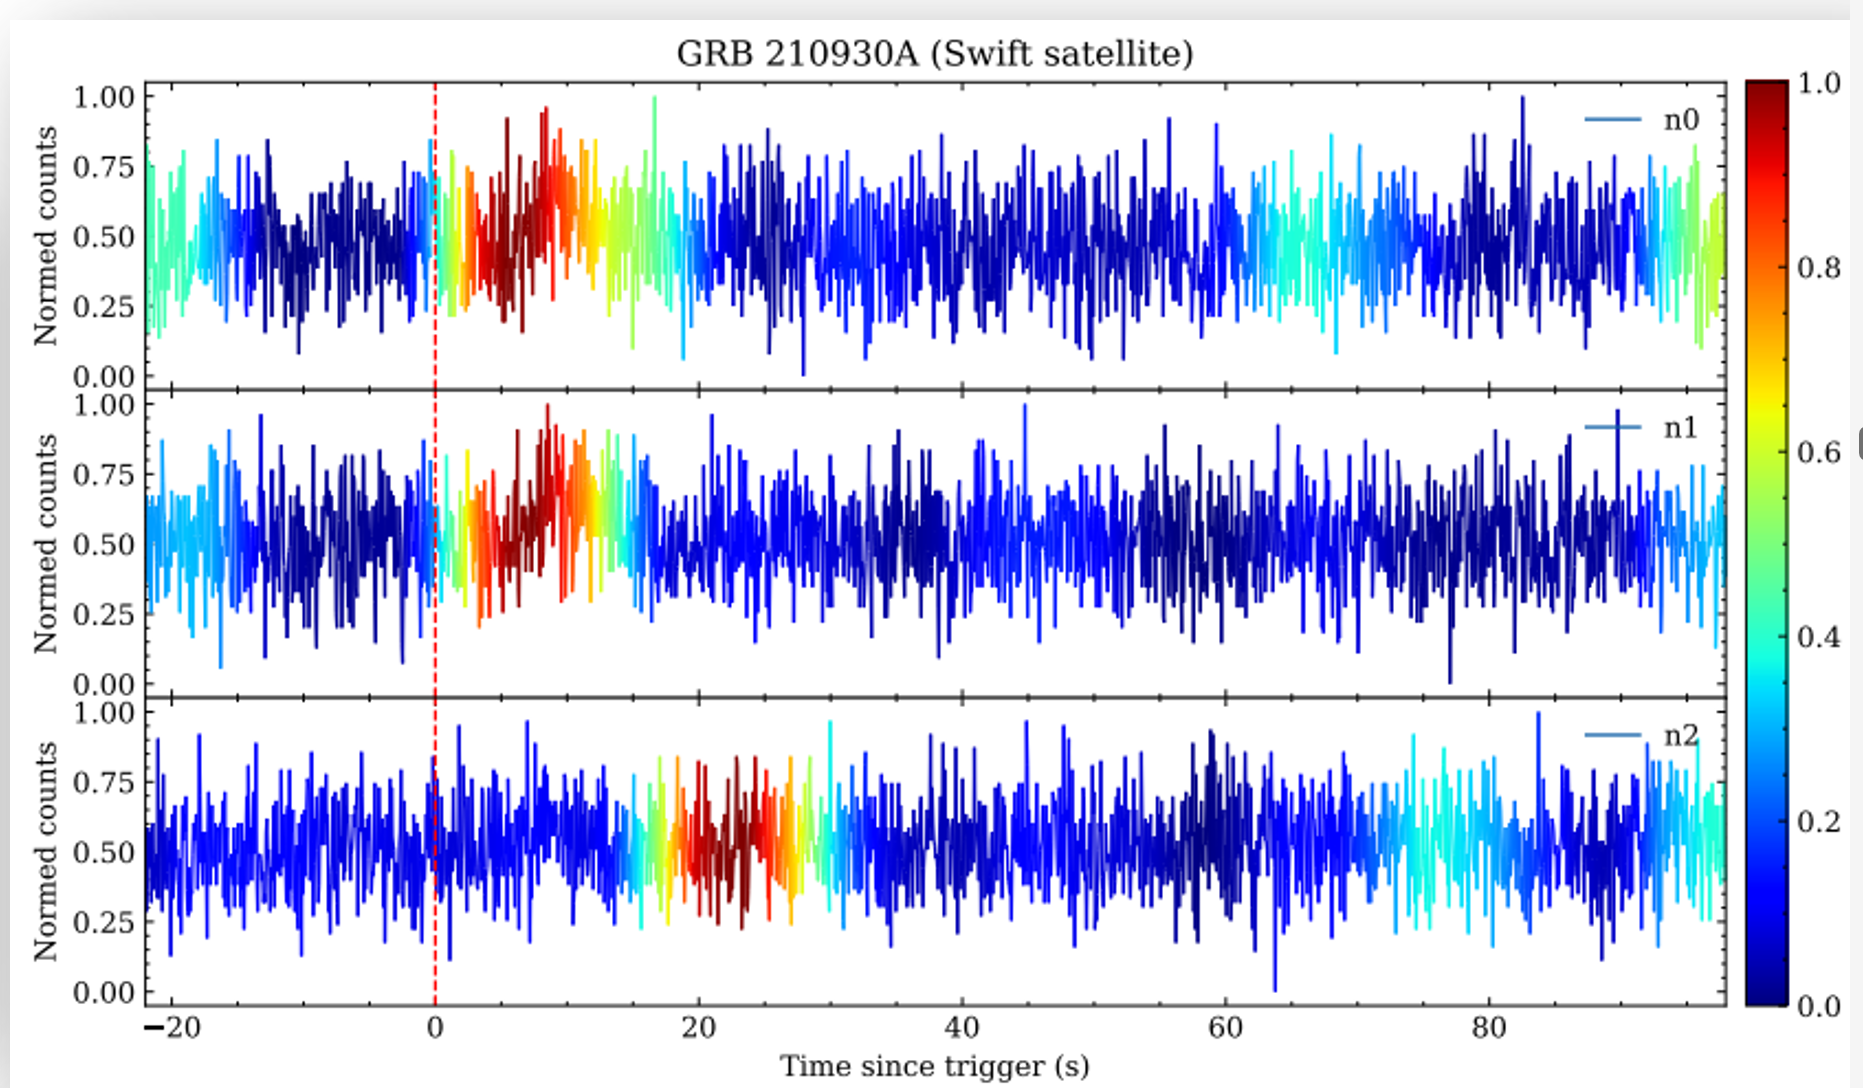 GRB 210930A (Swift satellite)
1.00
0.75
0.50
0.25
0.00
Normed counts
n0
1.00
0.75
0.50
0.25
0.00
Normed counts
n1
1.00
0.75
0.50
0.25
0.00
Normed counts
n2
−20 0 20 40 60 80
Time since trigger (s)
1.0
0.8
0.6
0.4
0.2
0.0